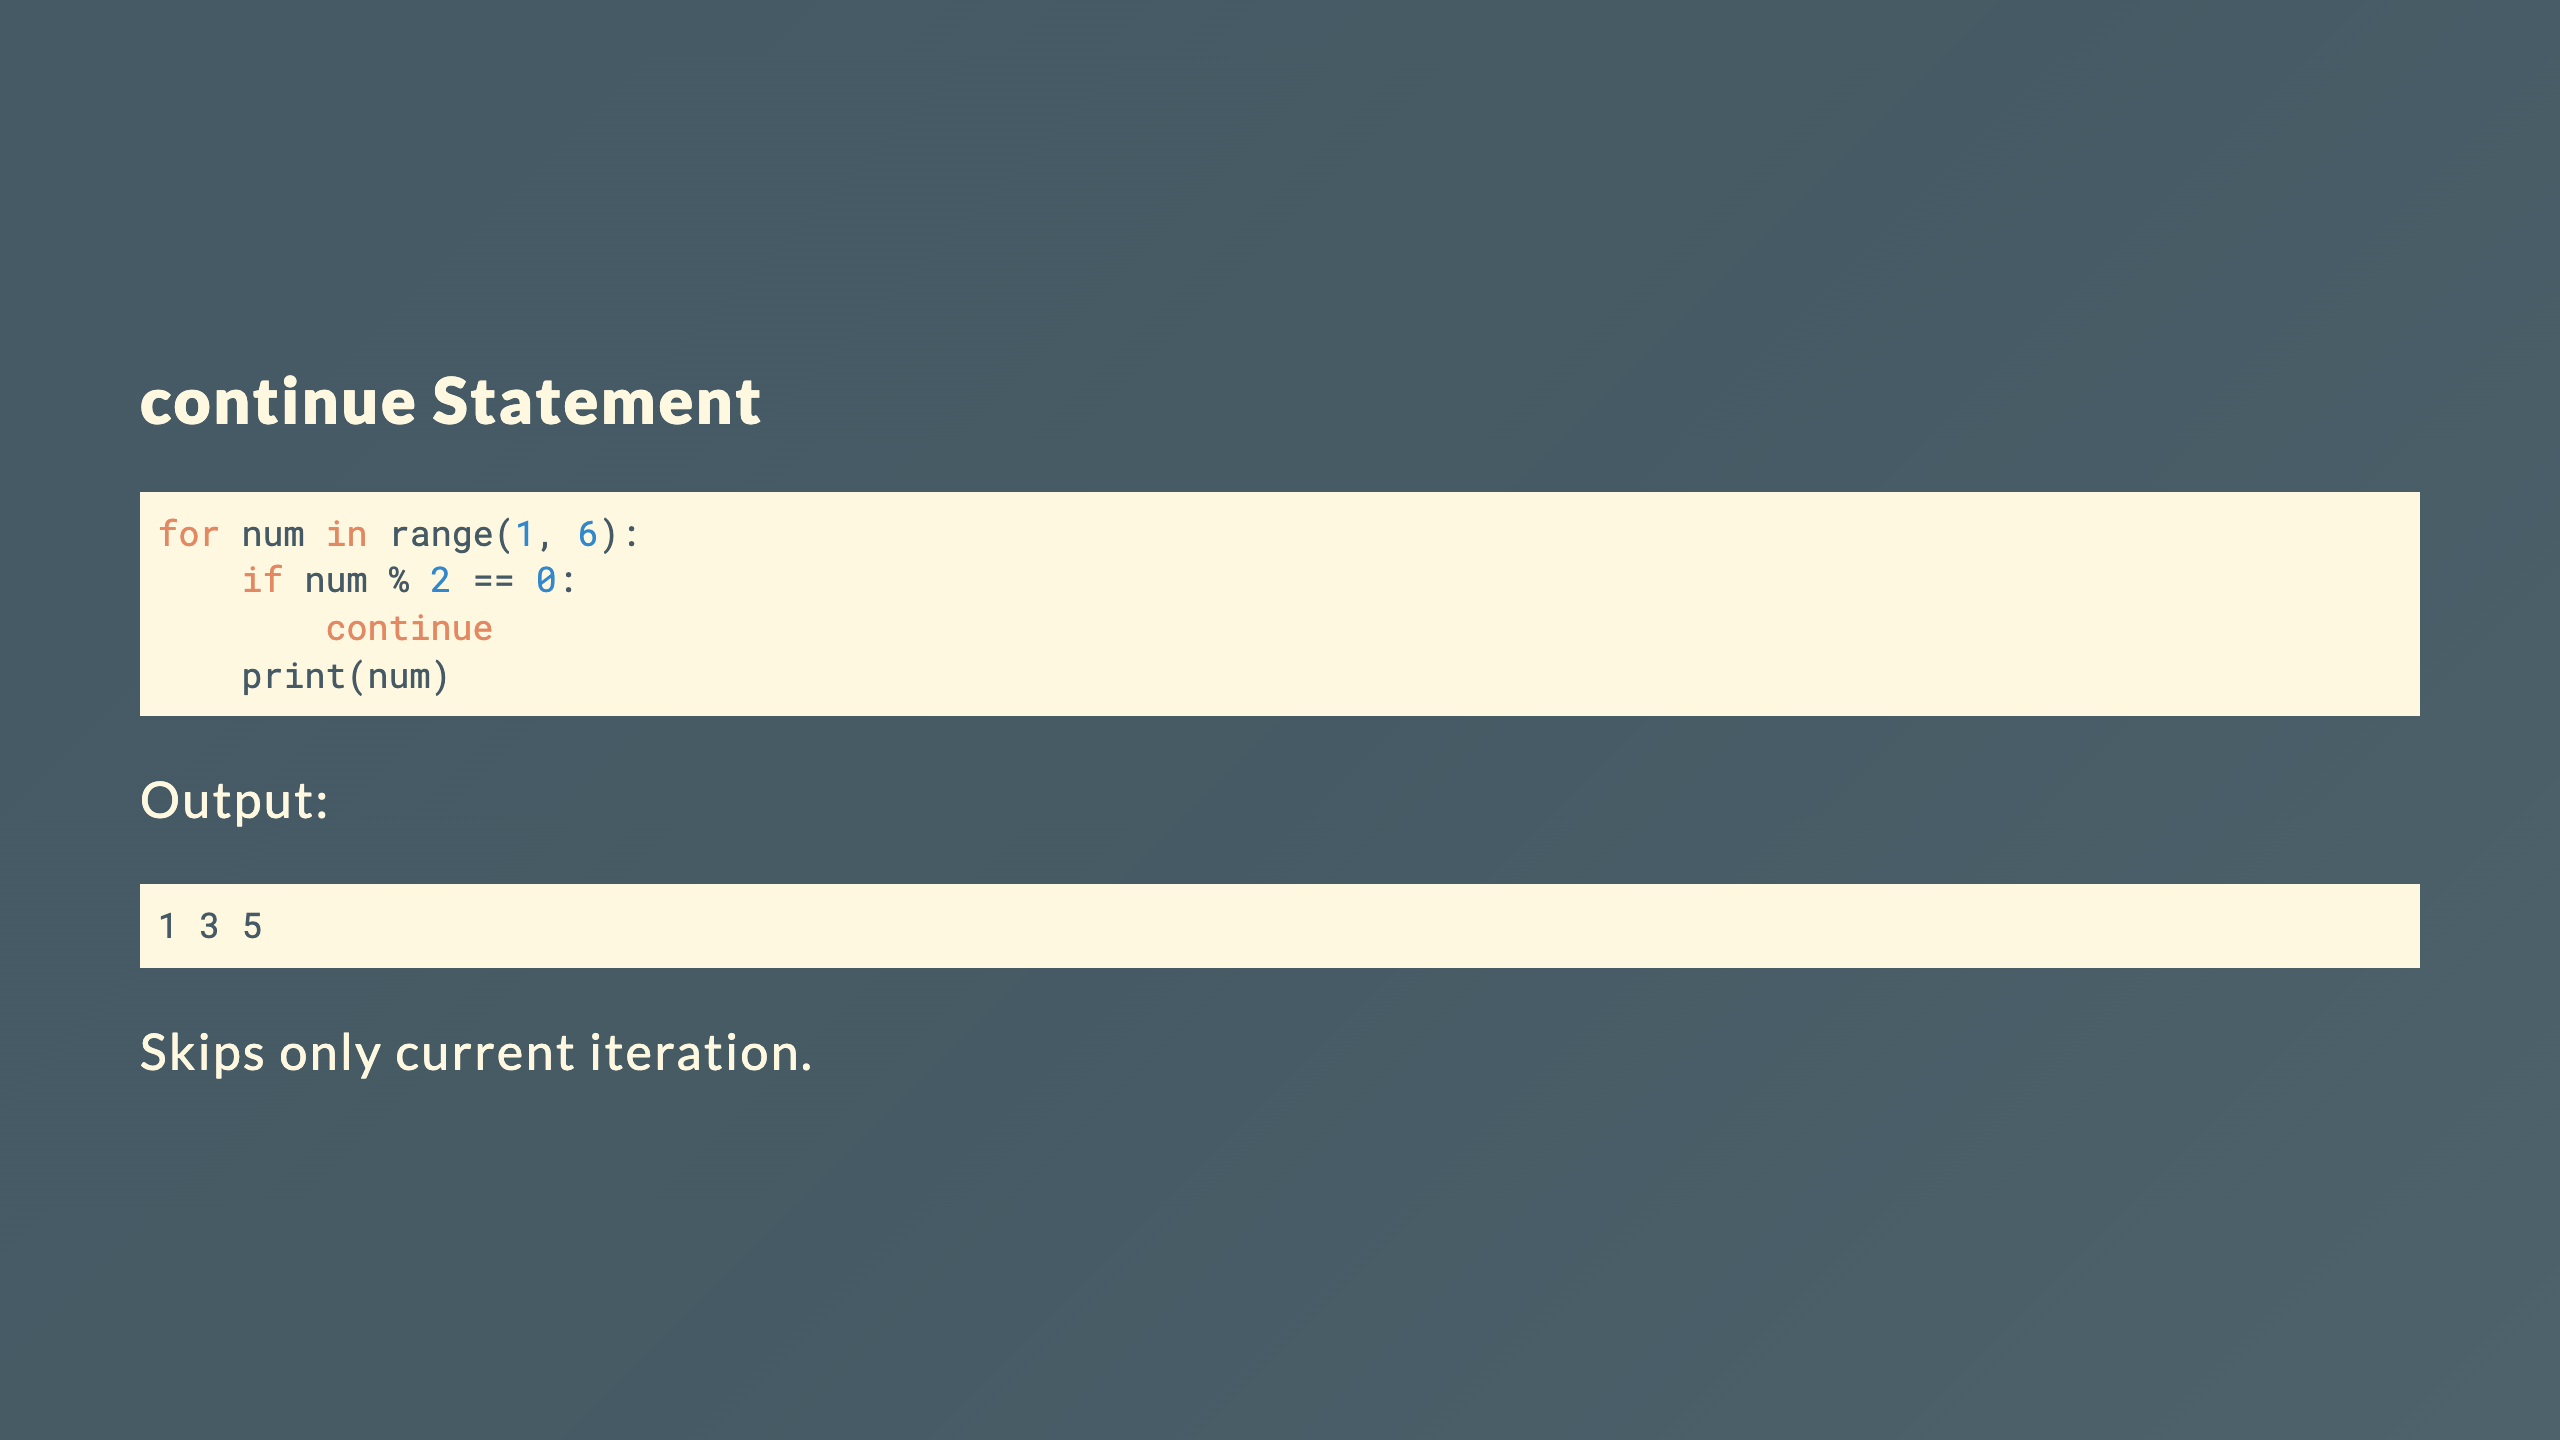 continue Statement
for num in range(1, 6):
    if num % 2 == 0:
        continue
    print(num)
Output:
1 3 5
Skips only current iteration.